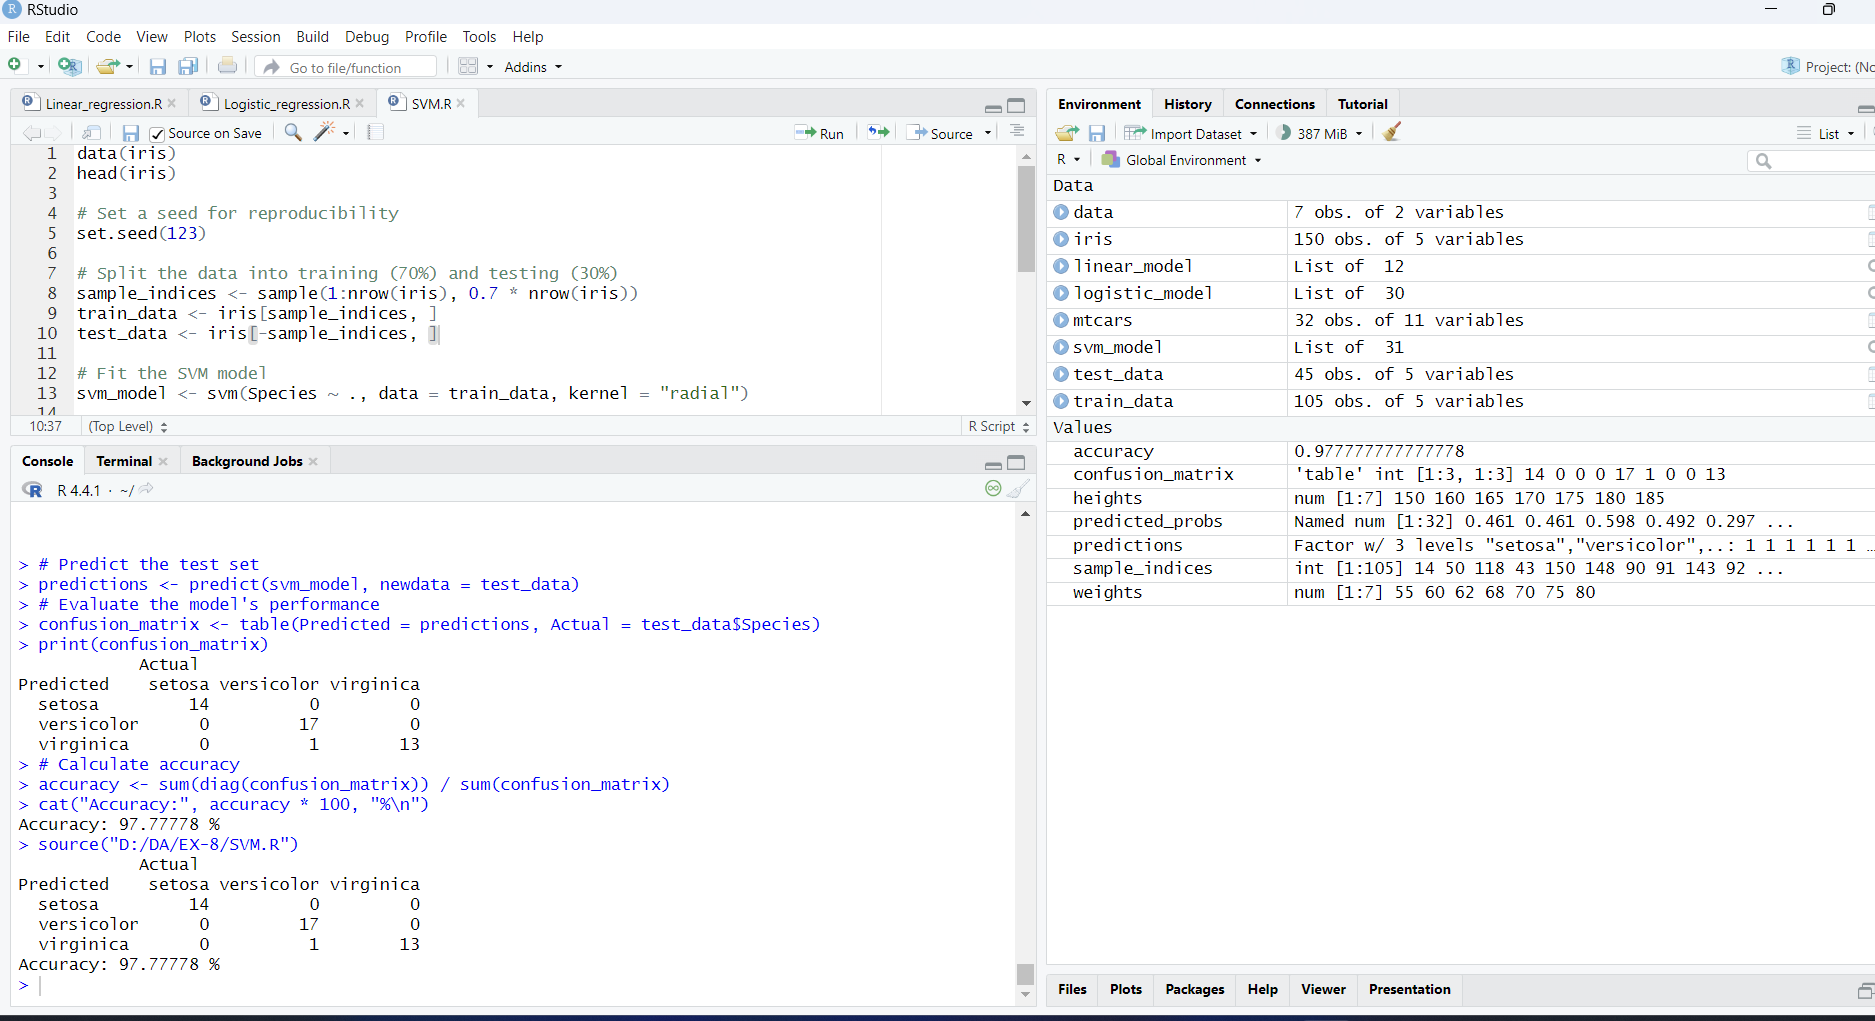 RStudio
File Edit Code View Plots Session Build Debug Profile Tools Help
Go to file/function Addins Project: (No
Linear_regression.R Logistic_regression.R SVM.R
Source on Save Run Source
1 data(iris)
2 head(iris)
3
4 # Set a seed for reproducibility
5 set.seed(123)
6
7 # Split the data into training (70%) and testing (30%)
8 sample_indices <- sample(1:nrow(iris), 0.7 * nrow(iris))
9 train_data <- iris[sample_indices, ]
10 test_data <- iris[-sample_indices, ]
11
12 # Fit the SVM model
13 svm_model <- svm(Species ~ ., data = train_data, kernel = "radial")
14
10:37 (Top Level) R Script
Console Terminal Background Jobs
R 4.4.1 · ~/
> # Predict the test set
> predictions <- predict(svm_model, newdata = test_data)
> # Evaluate the model's performance
> confusion_matrix <- table(Predicted = predictions, Actual = test_data$Species)
> print(confusion_matrix)
Actual
Predicted setosa versicolor virginica
setosa 14 0 0
versicolor 0 17 0
virginica 0 1 13
> # Calculate accuracy
> accuracy <- sum(diag(confusion_matrix)) / sum(confusion_matrix)
> cat("Accuracy:", accuracy * 100, "%\n")
Accuracy: 97.77778 %
> source("D:/DA/EX-8/SVM.R")
Actual
Predicted setosa versicolor virginica
setosa 14 0 0
versicolor 0 17 0
virginica 0 1 13
Accuracy: 97.77778 %
>
Environment History Connections Tutorial
Import Dataset 387 MiB List
R Global Environment
Data
data 7 obs. of 2 variables
iris 150 obs. of 5 variables
linear_model List of 12
logistic_model List of 30
mtcars 32 obs. of 11 variables
svm_model List of 31
test_data 45 obs. of 5 variables
train_data 105 obs. of 5 variables
Values
accuracy 0.977777777777778
confusion_matrix 'table' int [1:3, 1:3] 14 0 0 0 17 1 0 0 13
heights num [1:7] 150 160 165 170 175 180 185
predicted_probs Named num [1:32] 0.461 0.461 0.598 0.492 0.297 ...
predictions Factor w/ 3 levels "setosa","versicolor",..: 1 1 1 1 1 1 ..
sample_indices int [1:105] 14 50 118 43 150 148 90 91 143 92 ...
weights num [1:7] 55 60 62 68 70 75 80
Files Plots Packages Help Viewer Presentation